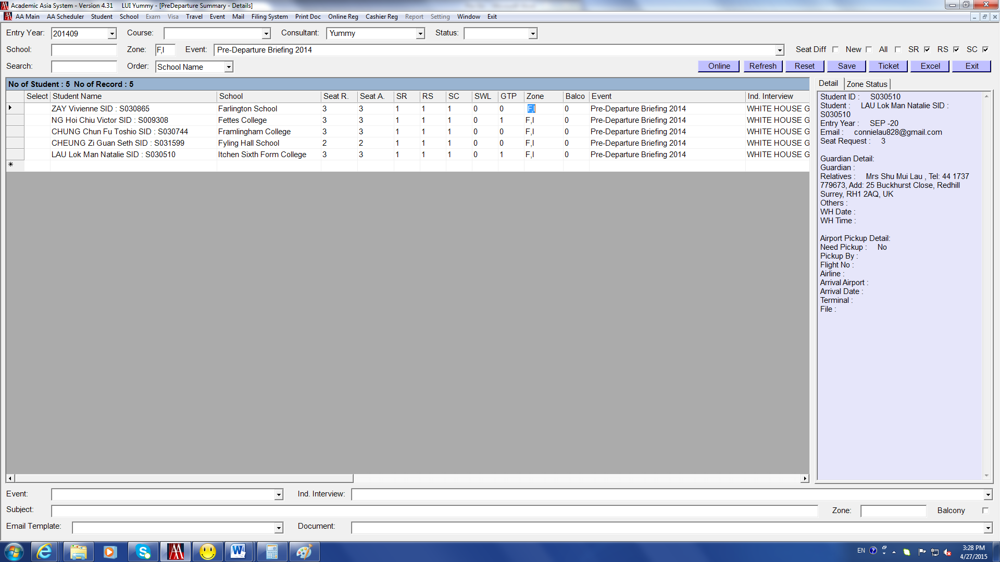 Academic Asia System - Version 4.31 LUI Yummy - [PreDeparture Summary - Details]
AA Main AA Scheduler Student School Exam Visa Travel Event Mail Filing System Print Doc Online Reg Cashier Reg Report Setting Window Exit
Entry Year: 201409 Course: Consultant: Yummy Status:
School: Zone: F,I Event: Pre-Departure Briefing 2014 Seat Diff New All SR RS SC
Search: Order: School Name Online Refresh Reset Save Ticket Excel Exit
No of Student : 5 No of Record : 5
Select Student Name School Seat R. Seat A. SR RS SC SWL GTP Zone Balco Event Ind. Interview
ZAY Vivienne SID : S030865 Farlington School 3 3 1 1 1 0 0 F,I 0 Pre-Departure Briefing 2014 WHITE HOUSE G
NG Hoi Chiu Victor SID : S009308 Fettes College 3 3 1 1 1 0 1 F,I 0 Pre-Departure Briefing 2014 WHITE HOUSE G
CHUNG Chun Fu Toshio SID : S030744 Framlingham College 3 3 1 1 1 0 0 F,I 0 Pre-Departure Briefing 2014 WHITE HOUSE G
CHEUNG Zi Guan Seth SID : S031599 Fyling Hall School 2 2 1 1 1 0 0 F,I 0 Pre-Departure Briefing 2014 WHITE HOUSE G
LAU Lok Man Natalie SID : S030510 Itchen Sixth Form College 3 3 1 1 1 0 1 F,I 0 Pre-Departure Briefing 2014 WHITE HOUSE G
Detail Zone Status
Student ID : S030510
Student : LAU Lok Man Natalie SID :
S030510
Entry Year : SEP -20
Email : connielau828@gmail.com
Seat Request : 3
Guardian Detail:
Guardian :
Relatives : Mrs Shu Mui Lau , Tel: 44 1737
779673, Add: 25 Buckhurst Close, Redhill
Surrey, RH1 2AQ, UK
Others :
WH Date :
WH Time :
Airport Pickup Detail:
Need Pickup : No
Pickup By :
Flight No :
Airline :
Arrival Airport :
Arrival Date :
Terminal :
File :
Event: Ind. Interview:
Subject: Zone: Balcony
Email Template: Document:
EN 3:28 PM
4/27/2015